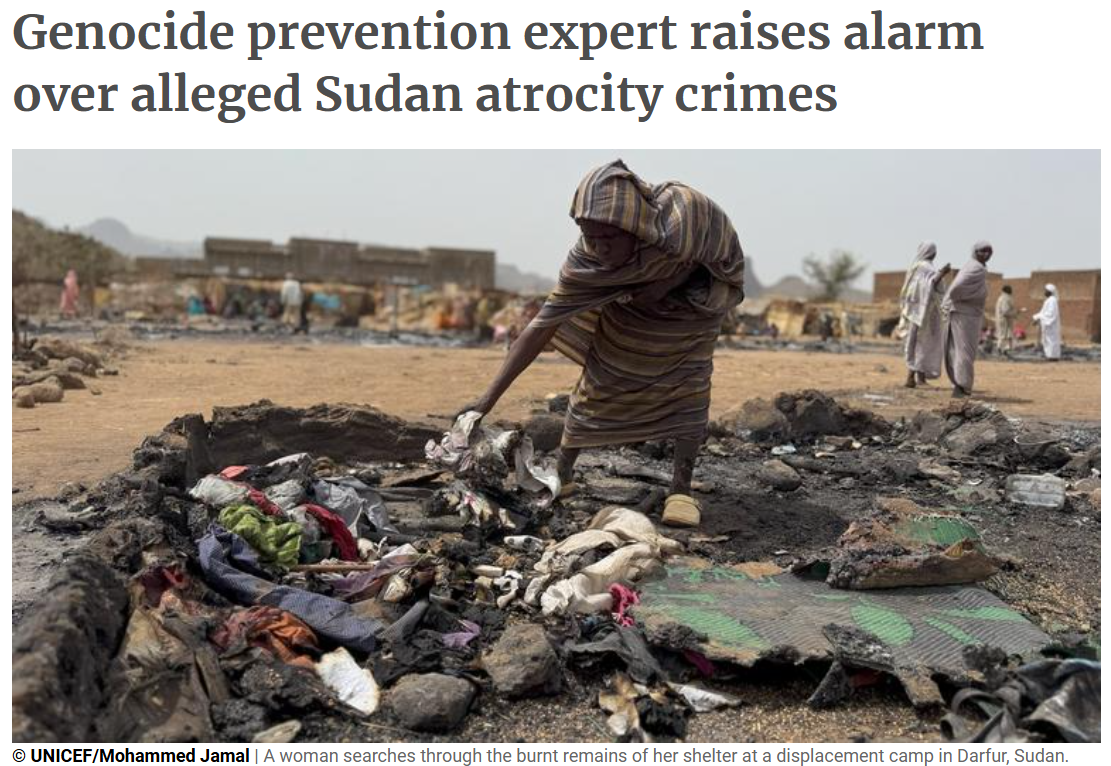 Genocide prevention expert raises alarm
over alleged Sudan atrocity crimes
© UNICEF/Mohammed Jamal | A woman searches through the burnt remains of her shelter at a displacement camp in Darfur, Sudan.